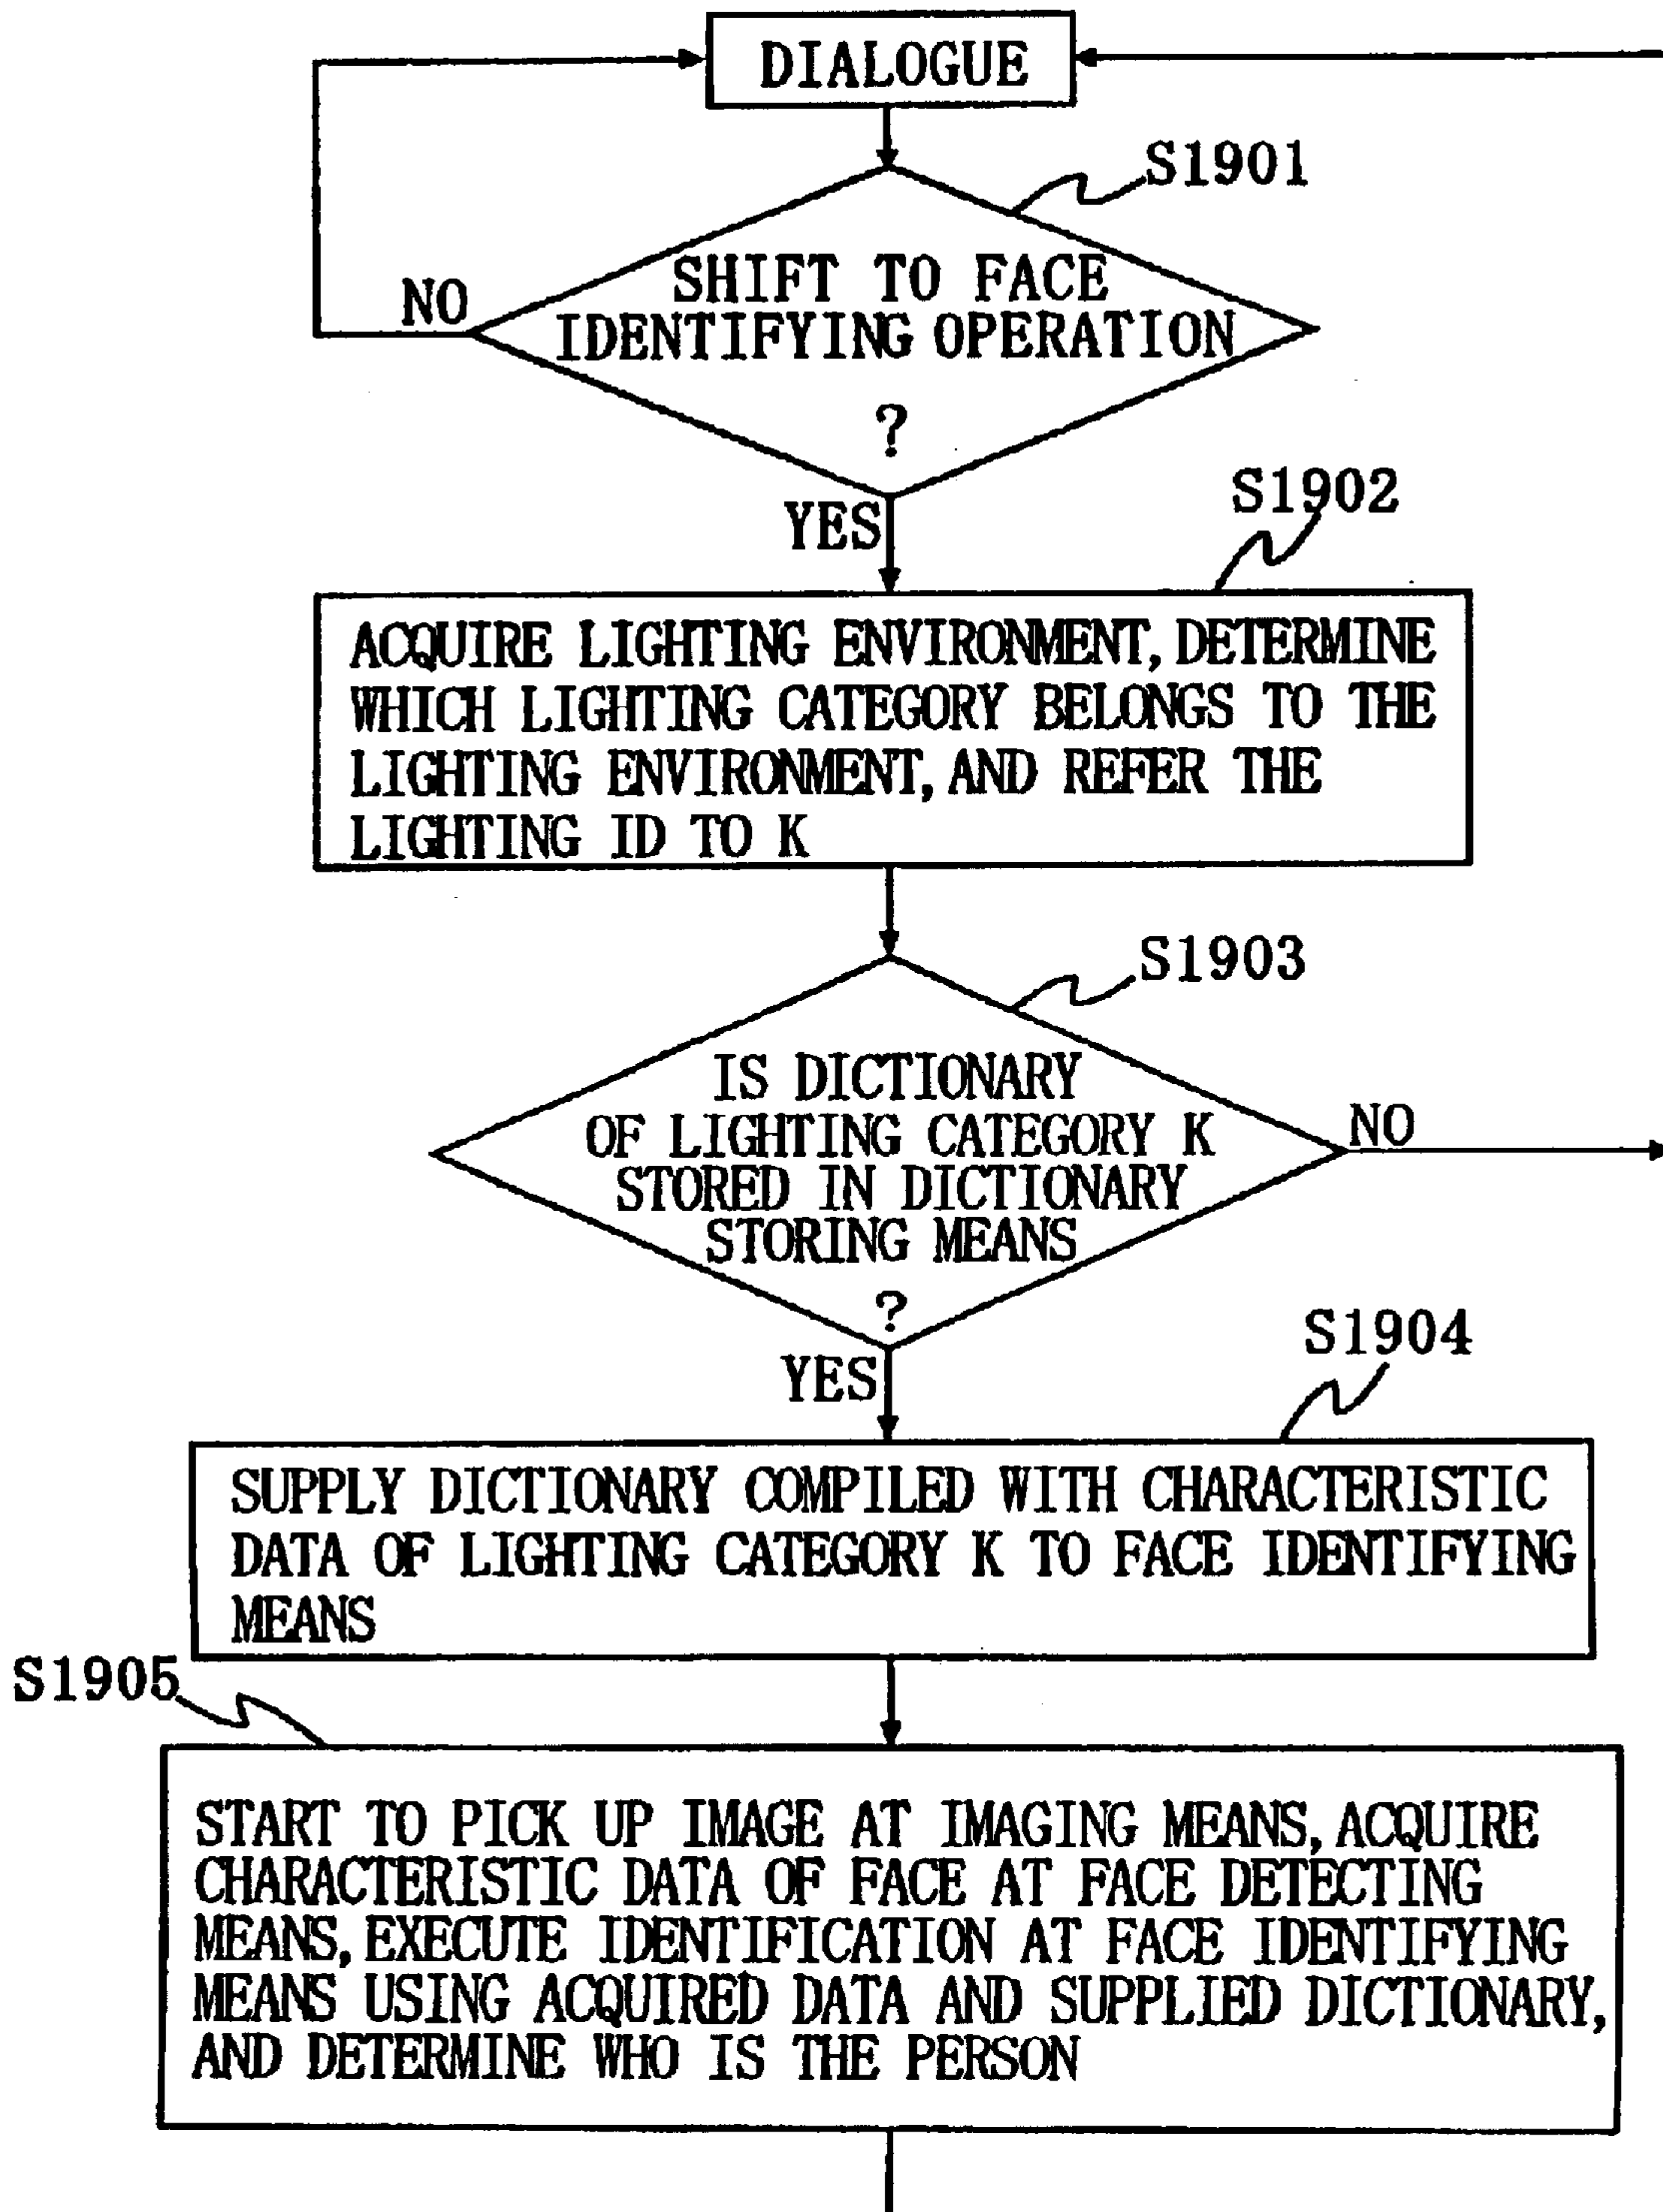 DIALOGUE
S1901
SHIFT TO FACE
IDENTIFYING OPERATION
?
NO
YES
S1902
ACQUIRE LIGHTING ENVIRONMENT, DETERMINE
WHICH LIGHTING CATEGORY BELONGS TO THE
LIGHTING ENVIRONMENT, AND REFER THE
LIGHTING ID TO K
S1903
IS DICTIONARY
OF LIGHTING CATEGORY K
STORED IN DICTIONARY
STORING MEANS
?
NO
YES
S1904
SUPPLY DICTIONARY COMPILED WITH CHARACTERISTIC
DATA OF LIGHTING CATEGORY K TO FACE IDENTIFYING
MEANS
S1905
START TO PICK UP IMAGE AT IMAGING MEANS, ACQUIRE
CHARACTERISTIC DATA OF FACE AT FACE DETECTING
MEANS, EXECUTE IDENTIFICATION AT FACE IDENTIFYING
MEANS USING ACQUIRED DATA AND SUPPLIED DICTIONARY,
AND DETERMINE WHO IS THE PERSON